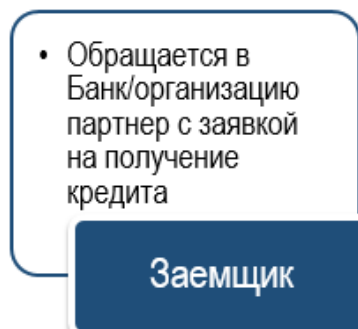 • Обращается в
Банк/организацию
партнер с заявкой
на получение
кредита
Заемщик